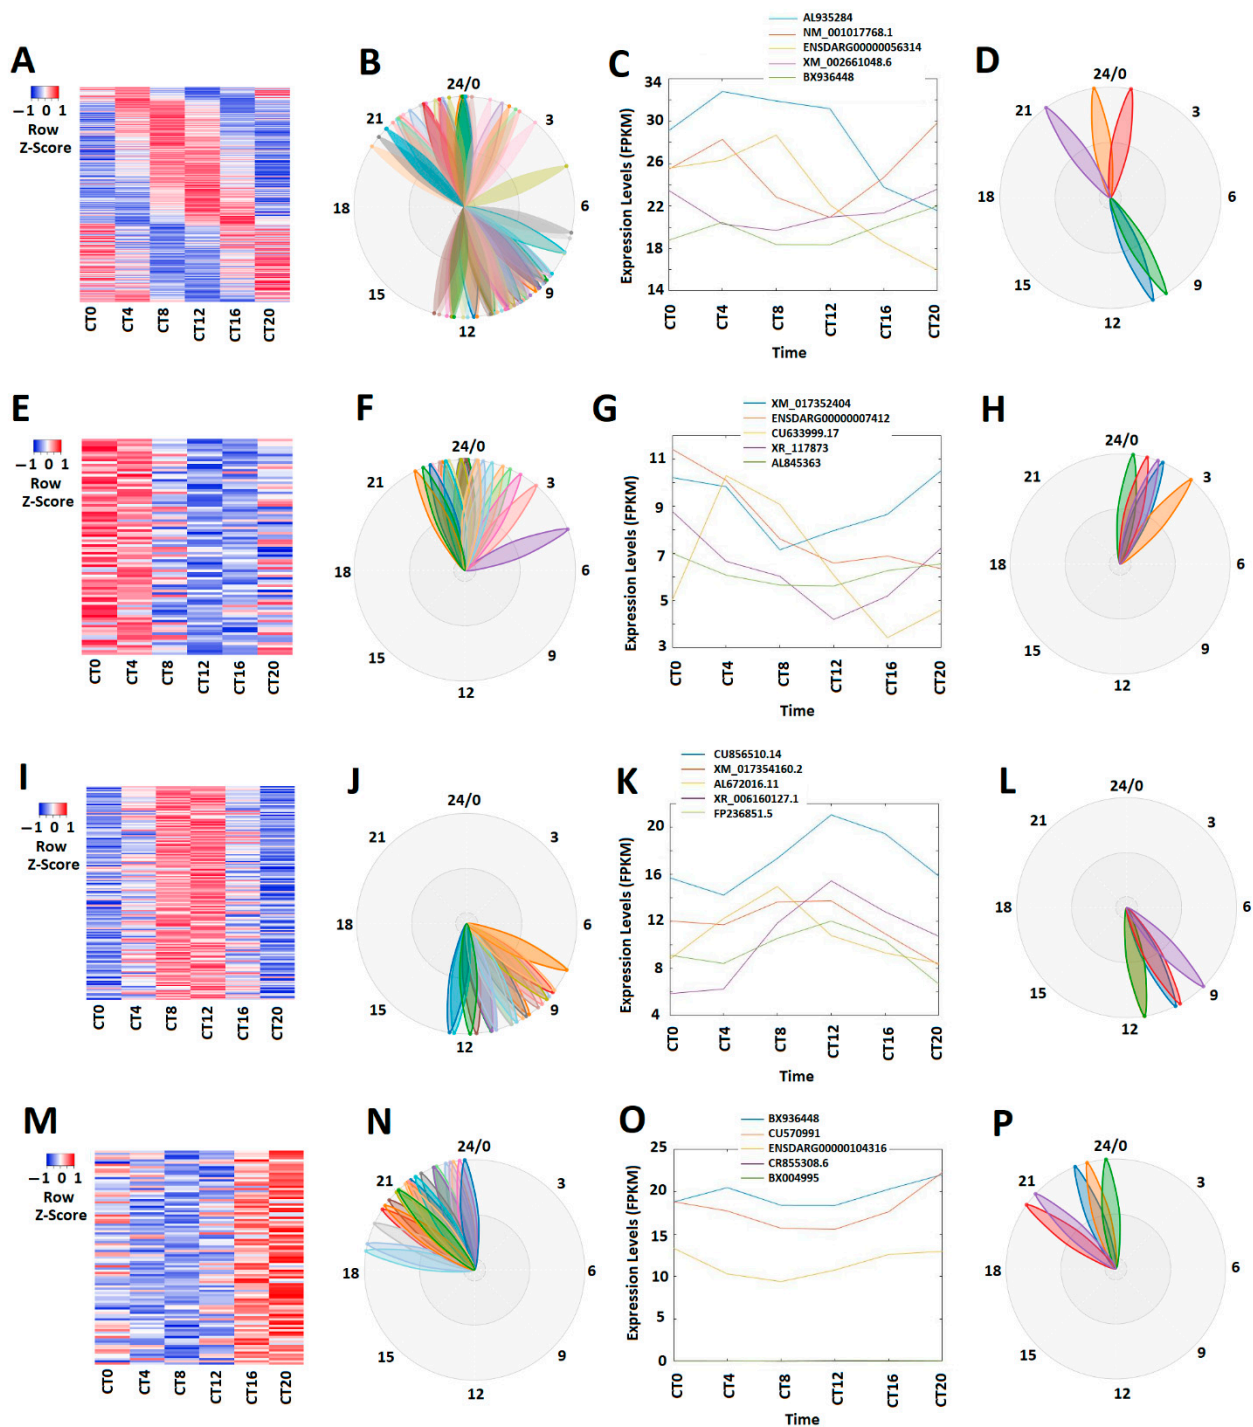 A
−1 0 1
Row
Z-Score
CT0
CT4
CT8
CT12
CT16
CT20
B
24/0
3
6
9
12
15
18
21
C
AL935284
NM_001017768.1
ENSDARG00000056314
XM_002661048.6
BX936448
Expression Levels (FPKM)
34
30
26
22
18
14
CT0
CT4
CT8
CT12
CT16
CT20
Time
D
24/0
3
6
9
12
15
18
21
E
−1 0 1
Row
Z-Score
CT0
CT4
CT8
CT12
CT16
CT20
F
24/0
3
6
9
12
15
18
21
G
XM_017352404
ENSDARG00000007412
CU633999.17
XR_117873
AL845363
Expression Levels (FPKM)
11
9
7
5
3
CT0
CT4
CT8
CT12
CT16
CT20
Time
H
24/0
3
6
9
12
15
18
21
I
−1 0 1
Row
Z-Score
CT0
CT4
CT8
CT12
CT16
CT20
J
24/0
3
6
9
12
15
18
21
K
CU856510.14
XM_017354160.2
AL672016.11
XR_006160127.1
FP236851.5
Expression Levels (FPKM)
20
16
12
8
4
CT0
CT4
CT8
CT12
CT16
CT20
Time
L
24/0
3
6
9
12
15
18
21
M
−1 0 1
Row
Z-Score
CT0
CT4
CT8
CT12
CT16
CT20
N
24/0
3
6
9
12
15
18
21
O
BX936448
CU570991
ENSDARG00000104316
CR855308.6
BX004995
Expression Levels (FPKM)
25
20
15
10
5
0
CT0
CT4
CT8
CT12
CT16
CT20
Time
P
24/0
3
6
9
12
15
18
21